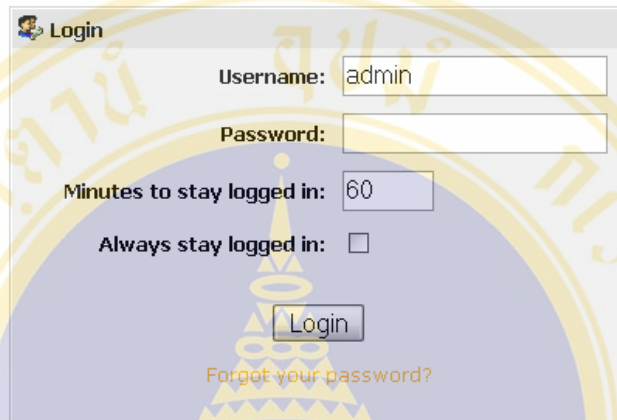 Login
Username: admin
Password:
Minutes to stay logged in: 60
Always stay logged in:
Login
Forgot your password?